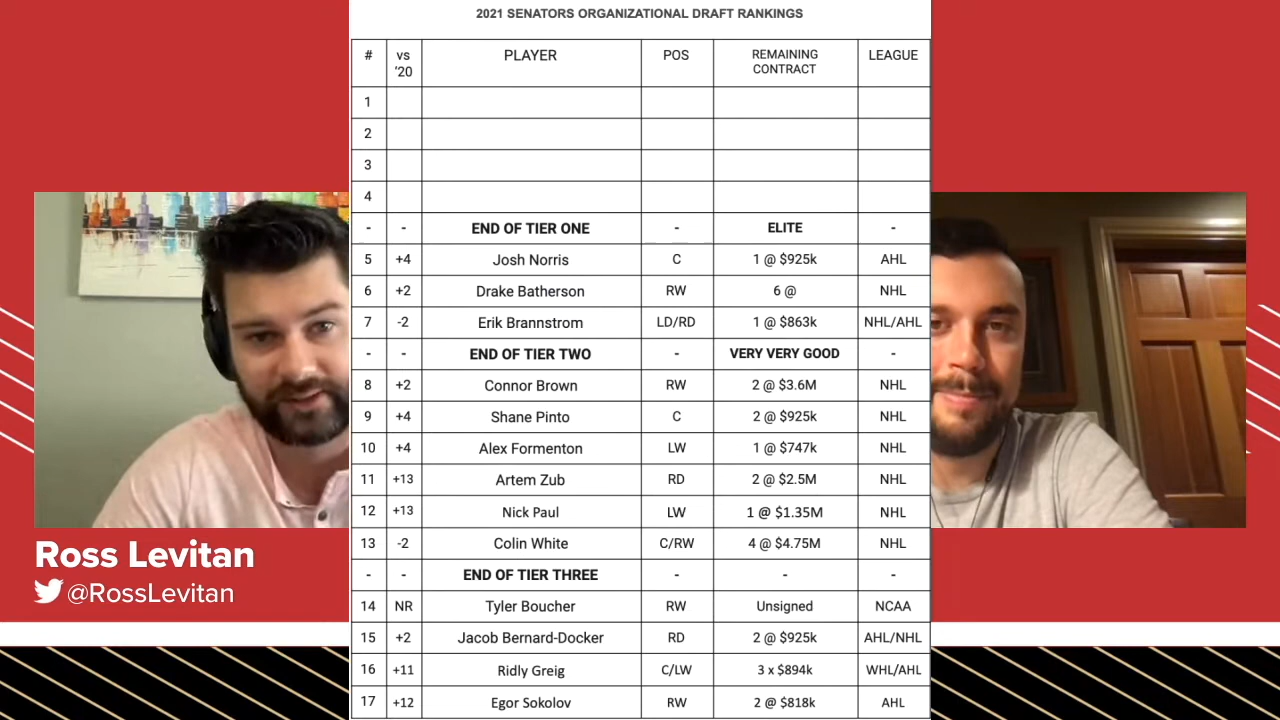 2021 SENATORS ORGANIZATIONAL DRAFT RANKINGS
# vs '20 PLAYER POS REMAINING CONTRACT LEAGUE
1
2
3
4
- - END OF TIER ONE - ELITE -
5 +4 Josh Norris C 1 @ $925k AHL
6 +2 Drake Batherson RW 6 @ NHL
7 -2 Erik Brannstrom LD/RD 1 @ $863k NHL/AHL
- - END OF TIER TWO - VERY VERY GOOD -
8 +2 Connor Brown RW 2 @ $3.6M NHL
9 +4 Shane Pinto C 2 @ $925k NHL
10 +4 Alex Formenton LW 1 @ $747k NHL
11 +13 Artem Zub RD 2 @ $2.5M NHL
12 +13 Nick Paul LW 1 @ $1.35M NHL
13 -2 Colin White C/RW 4 @ $4.75M NHL
- - END OF TIER THREE - - -
14 NR Tyler Boucher RW Unsigned NCAA
15 +2 Jacob Bernard-Docker RD 2 @ $925k AHL/NHL
16 +11 Ridly Greig C/LW 3 x $894k WHL/AHL
17 +12 Egor Sokolov RW 2 @ $818k AHL
Ross Levitan
@RossLevitan